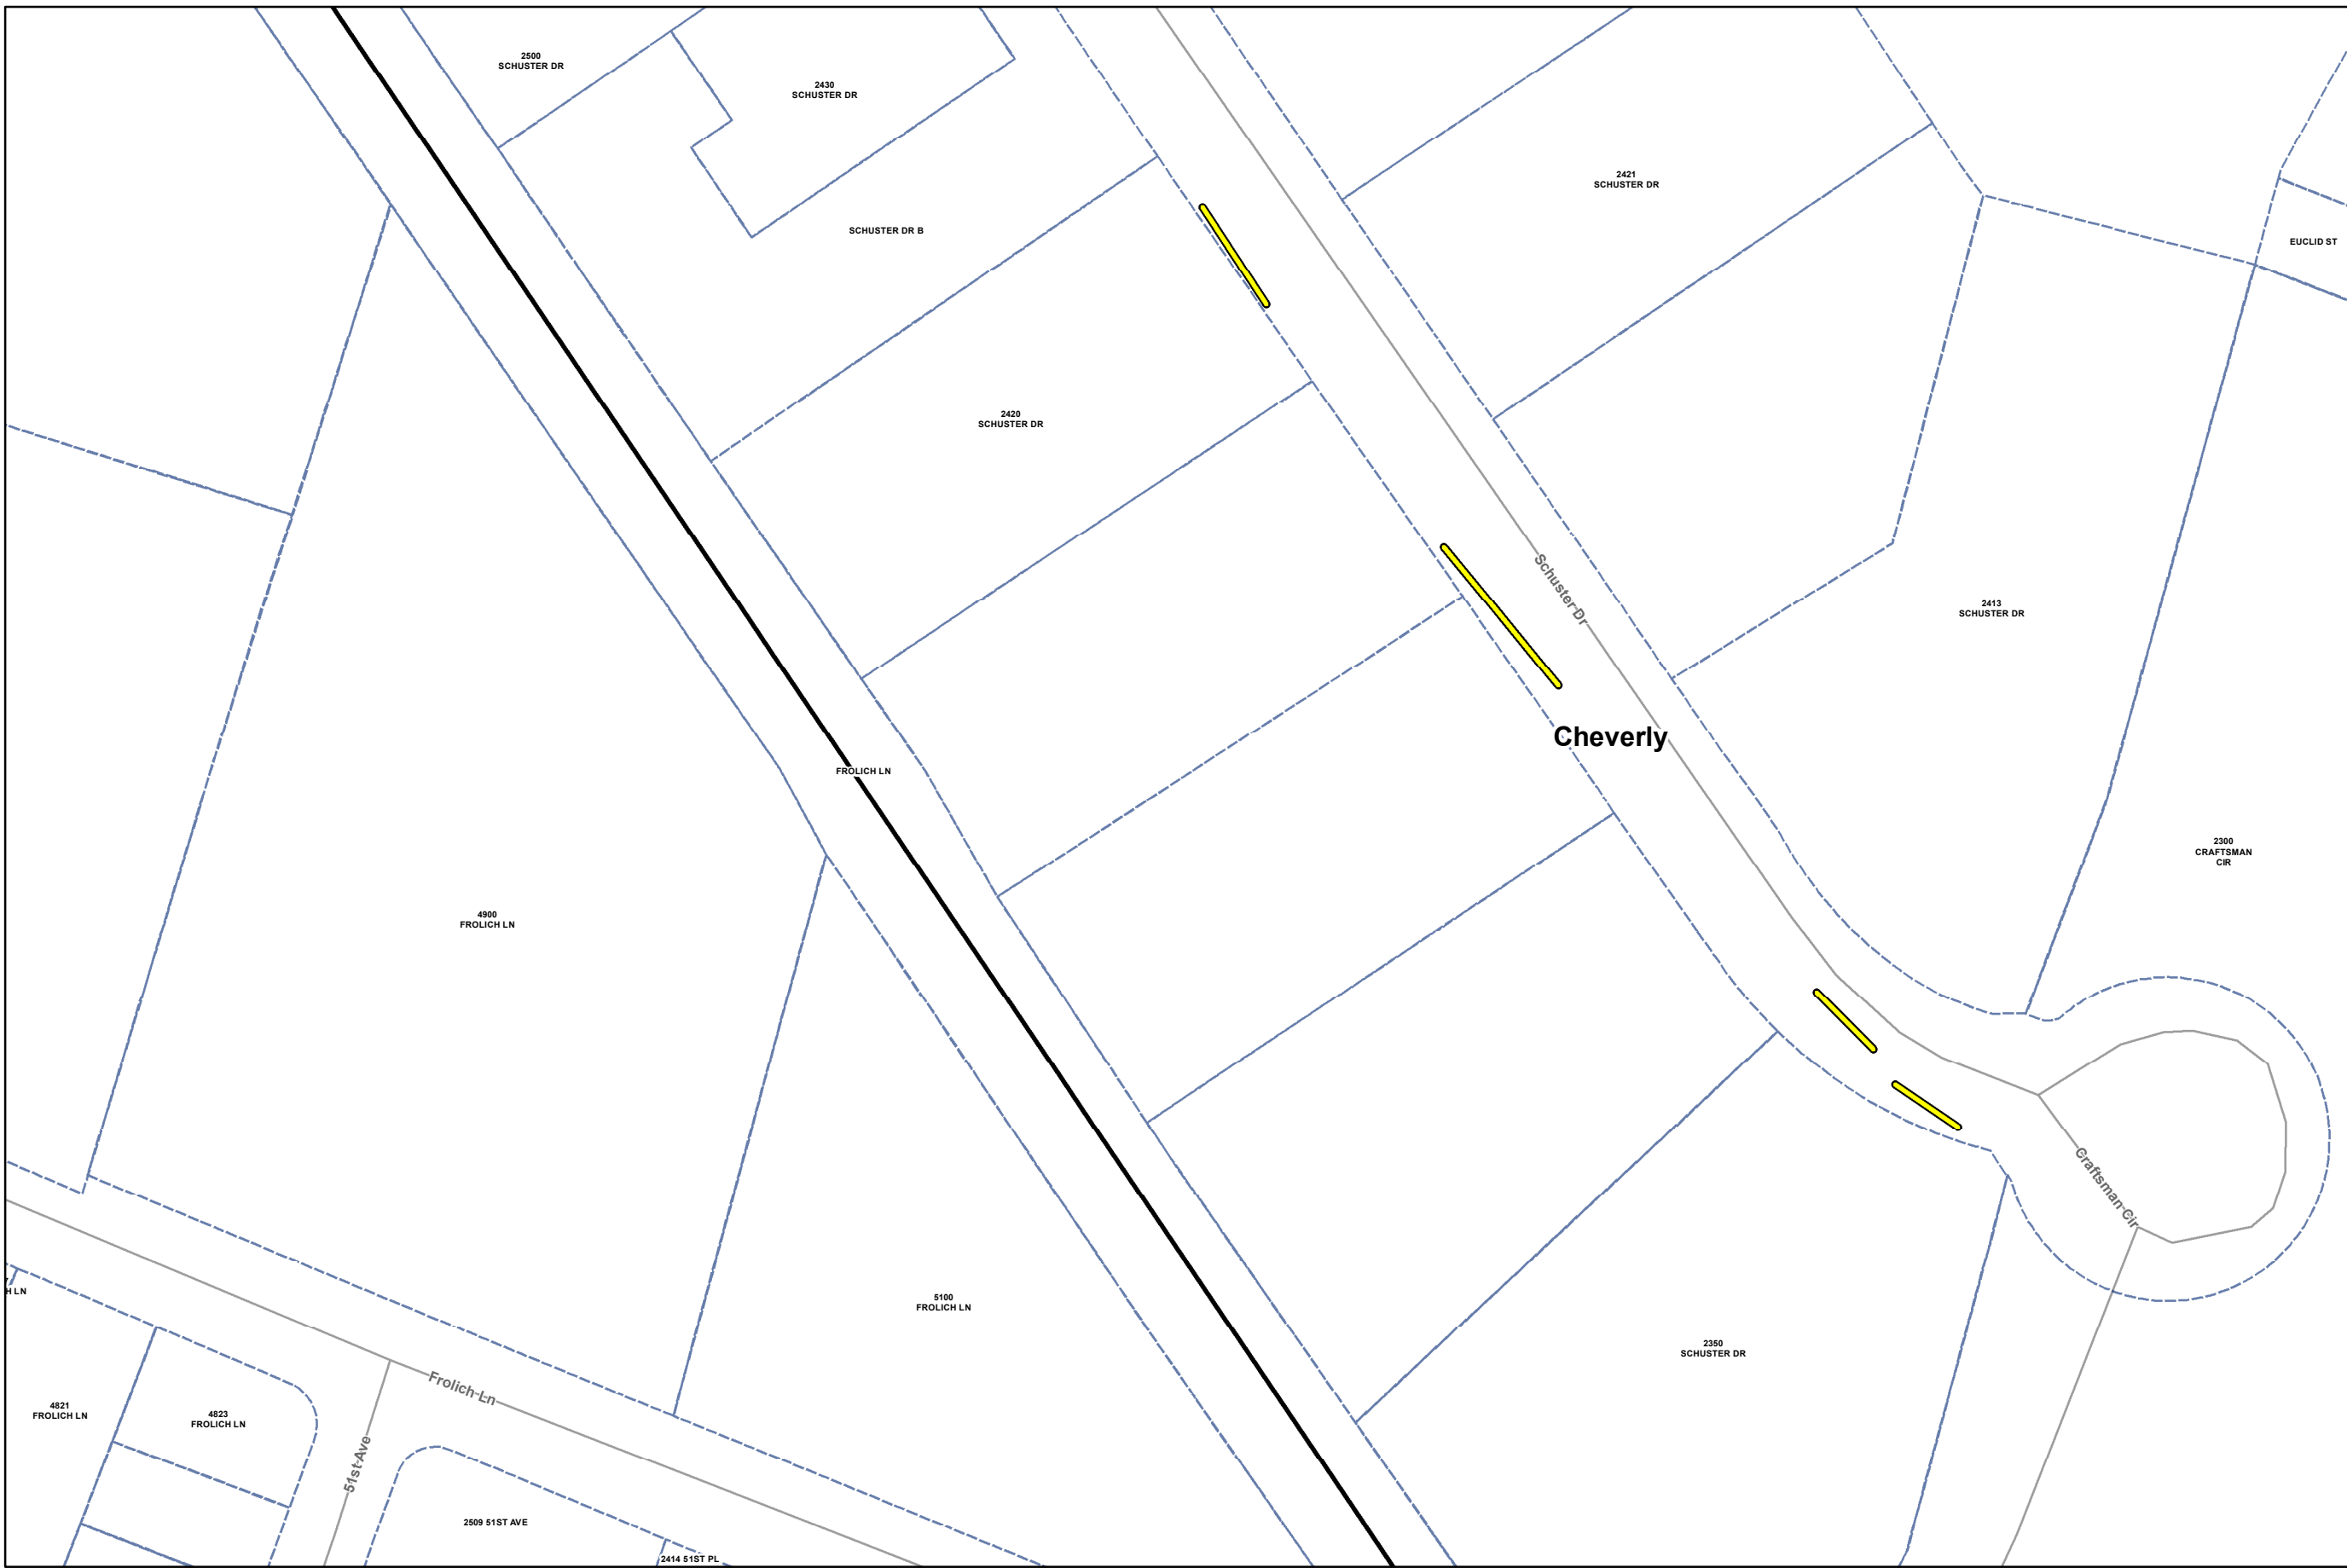 2500
SCHUSTER DR
2430
SCHUSTER DR
2421
SCHUSTER DR
SCHUSTER DR B
EUCLID ST
2420
SCHUSTER DR
Schuster Dr
2413
SCHUSTER DR
Cheverly
FROLICH LN
2300
CRAFTSMAN
CIR
4900
FROLICH LN
Craftsman Cir
H LN
5100
FROLICH LN
2350
SCHUSTER DR
Frolich Ln
4821
FROLICH LN
4823
FROLICH LN
51st Ave
2509 51ST AVE
2414 51ST PL